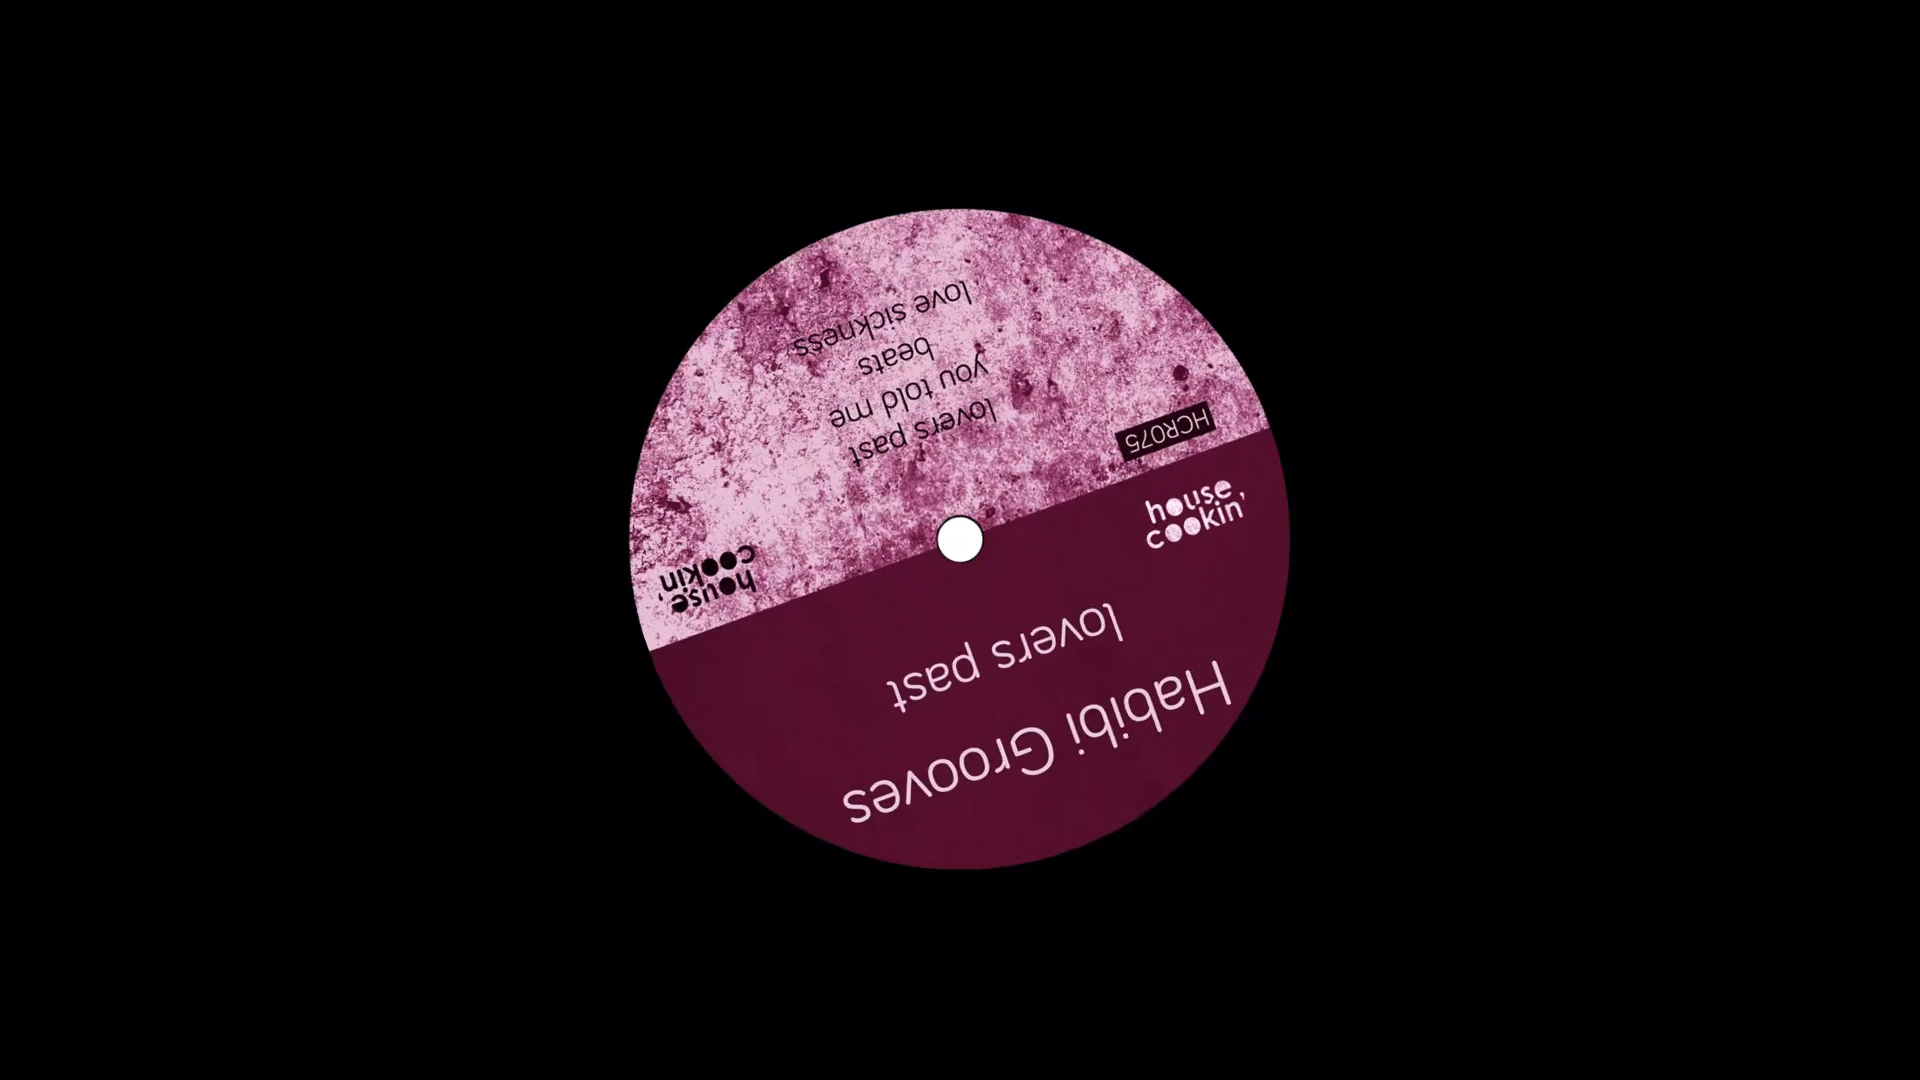 Habibi Grooves
lovers past
house
cookin'
HCR075
lovers past
you told me
beats
love sickness
house
cookin'